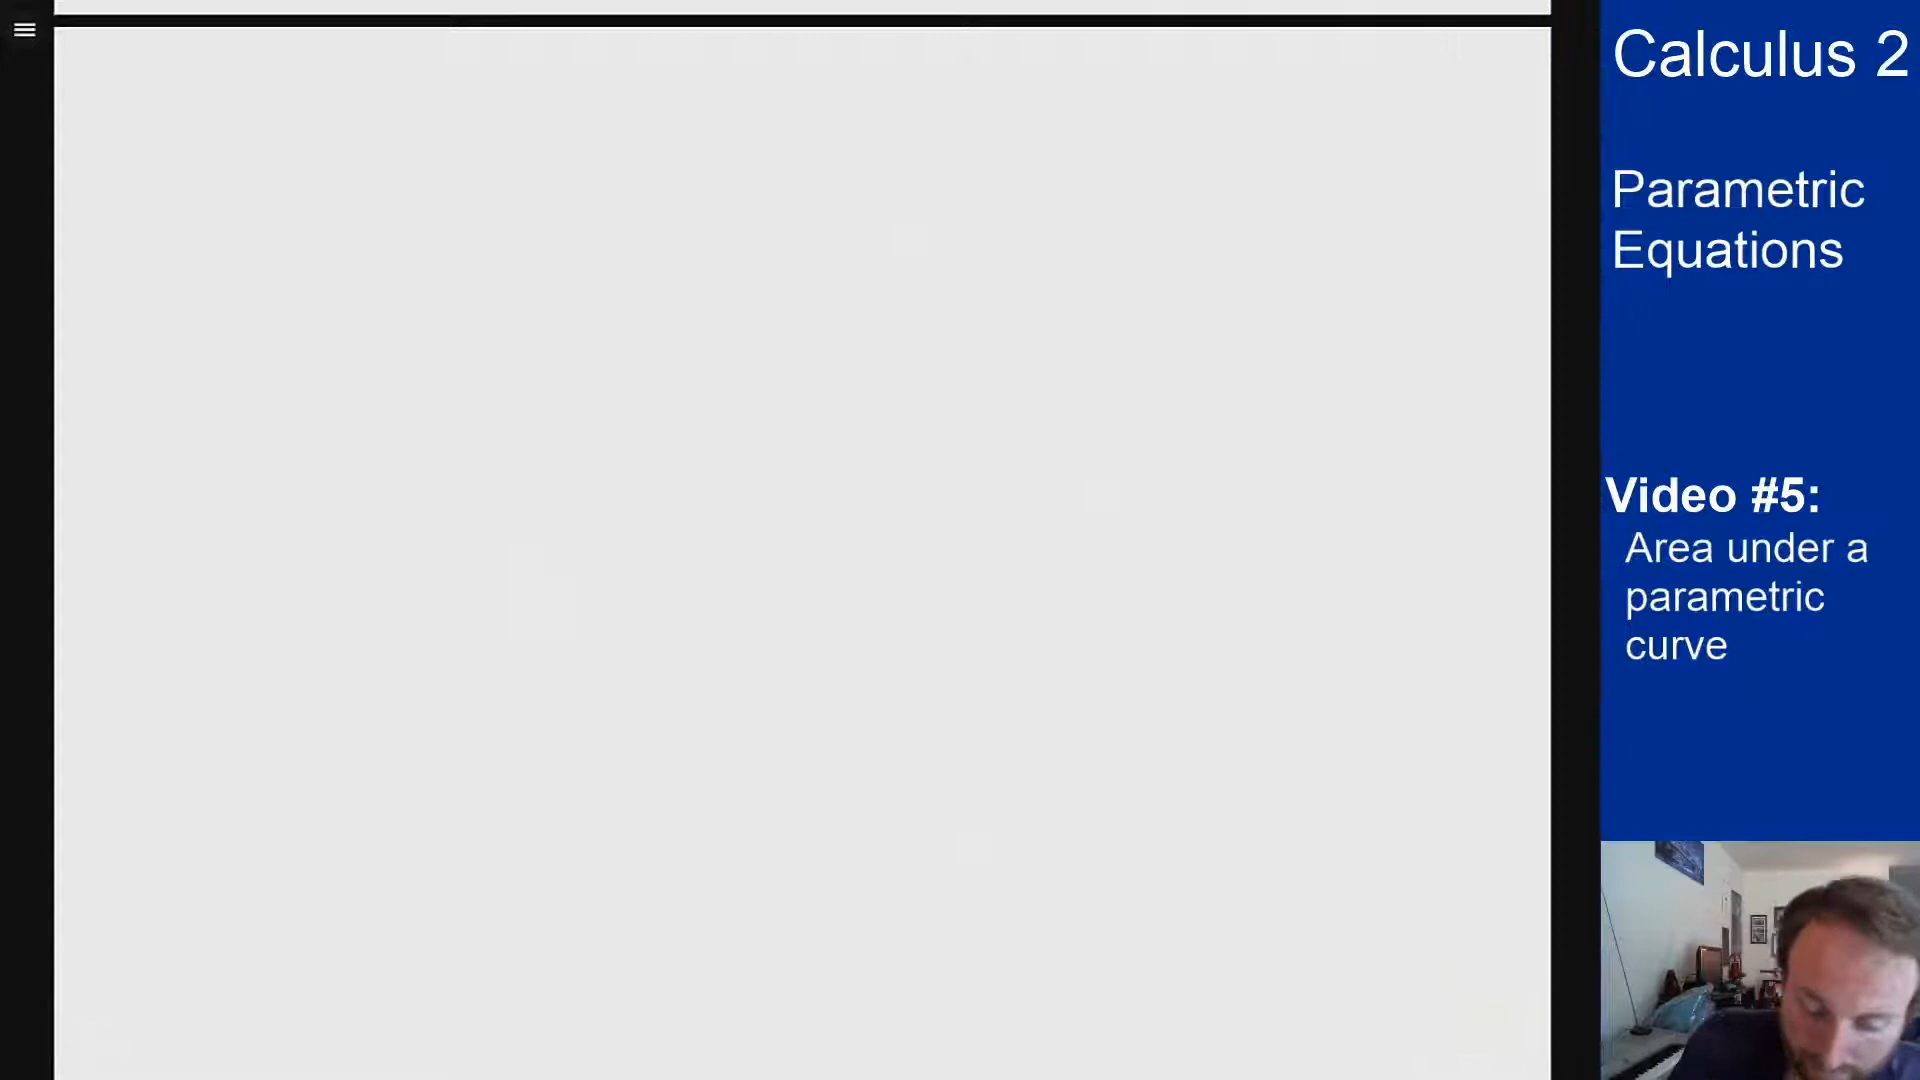 Calculus 2
Parametric
Equations
Video #5:
Area under a
parametric
curve